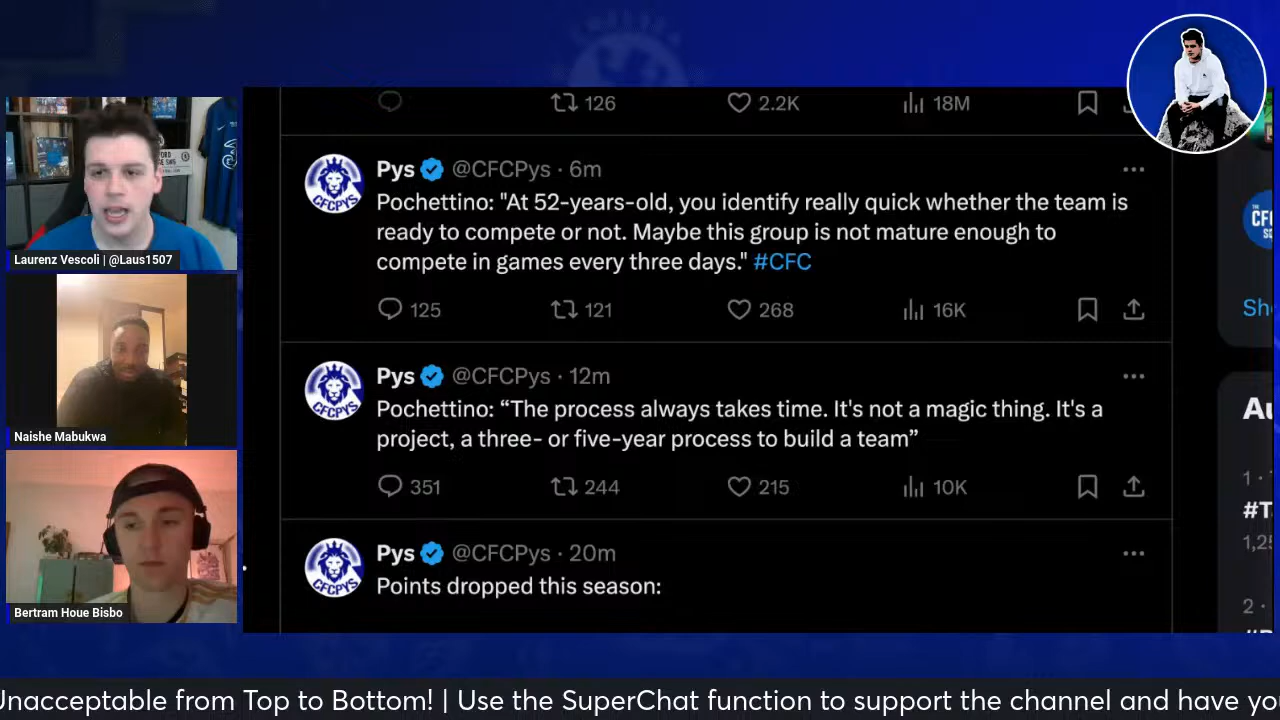 126
2.2K
18M
Pys @CFCPys · 6m
Pochettino: "At 52-years-old, you identify really quick whether the team is
ready to compete or not. Maybe this group is not mature enough to
compete in games every three days." #CFC
125
121
268
16K
Pys @CFCPys · 12m
Pochettino: “The process always takes time. It's not a magic thing. It's a
project, a three- or five-year process to build a team”
351
244
215
10K
Pys @CFCPys · 20m
Points dropped this season:
CFCPYS
CFCPYS
CFCPYS
Laurenz Vescoli | @Laus1507
Naishe Mabukwa
Bertram Houe Bisbo
Unacceptable from Top to Bottom! | Use the SuperChat function to support the channel and have yo